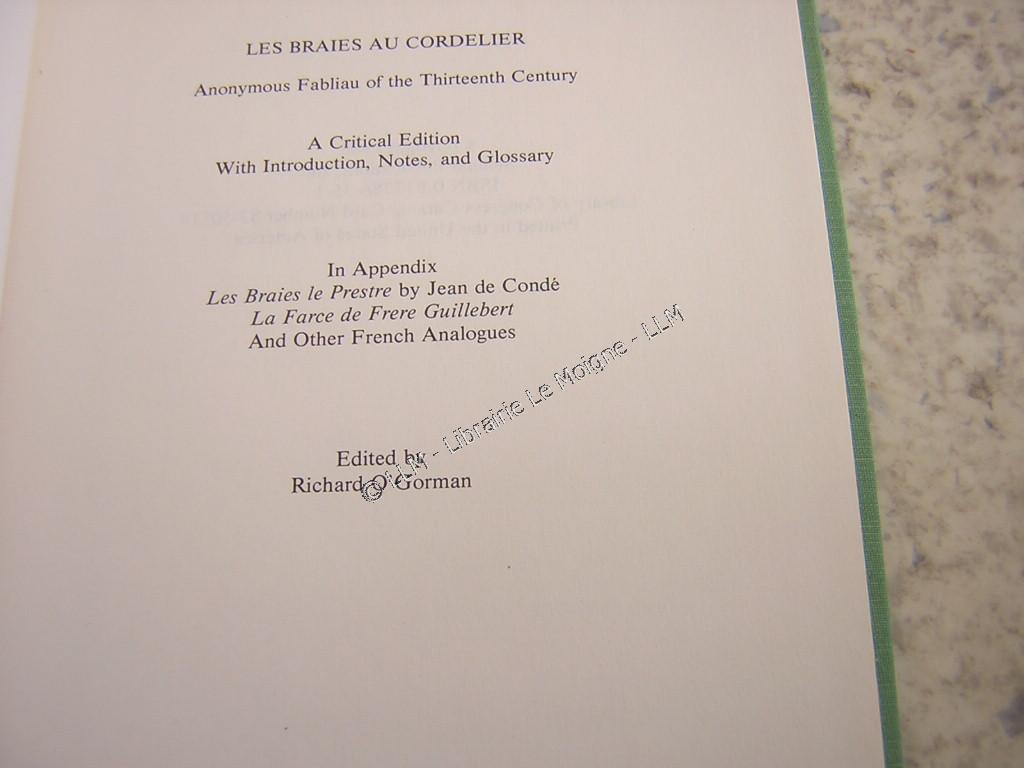 LES BRAIES AU CORDELIER
Anonymous Fabliau of the Thirteenth Century
A Critical Edition
With Introduction, Notes, and Glossary
In Appendix
Les Braies le Prestre by Jean de Condé
La Farce de Frere Guillebert
And Other French Analogues
Edited by
Richard O'Gorman
© LLM - Librairie Le Moigne - LLM